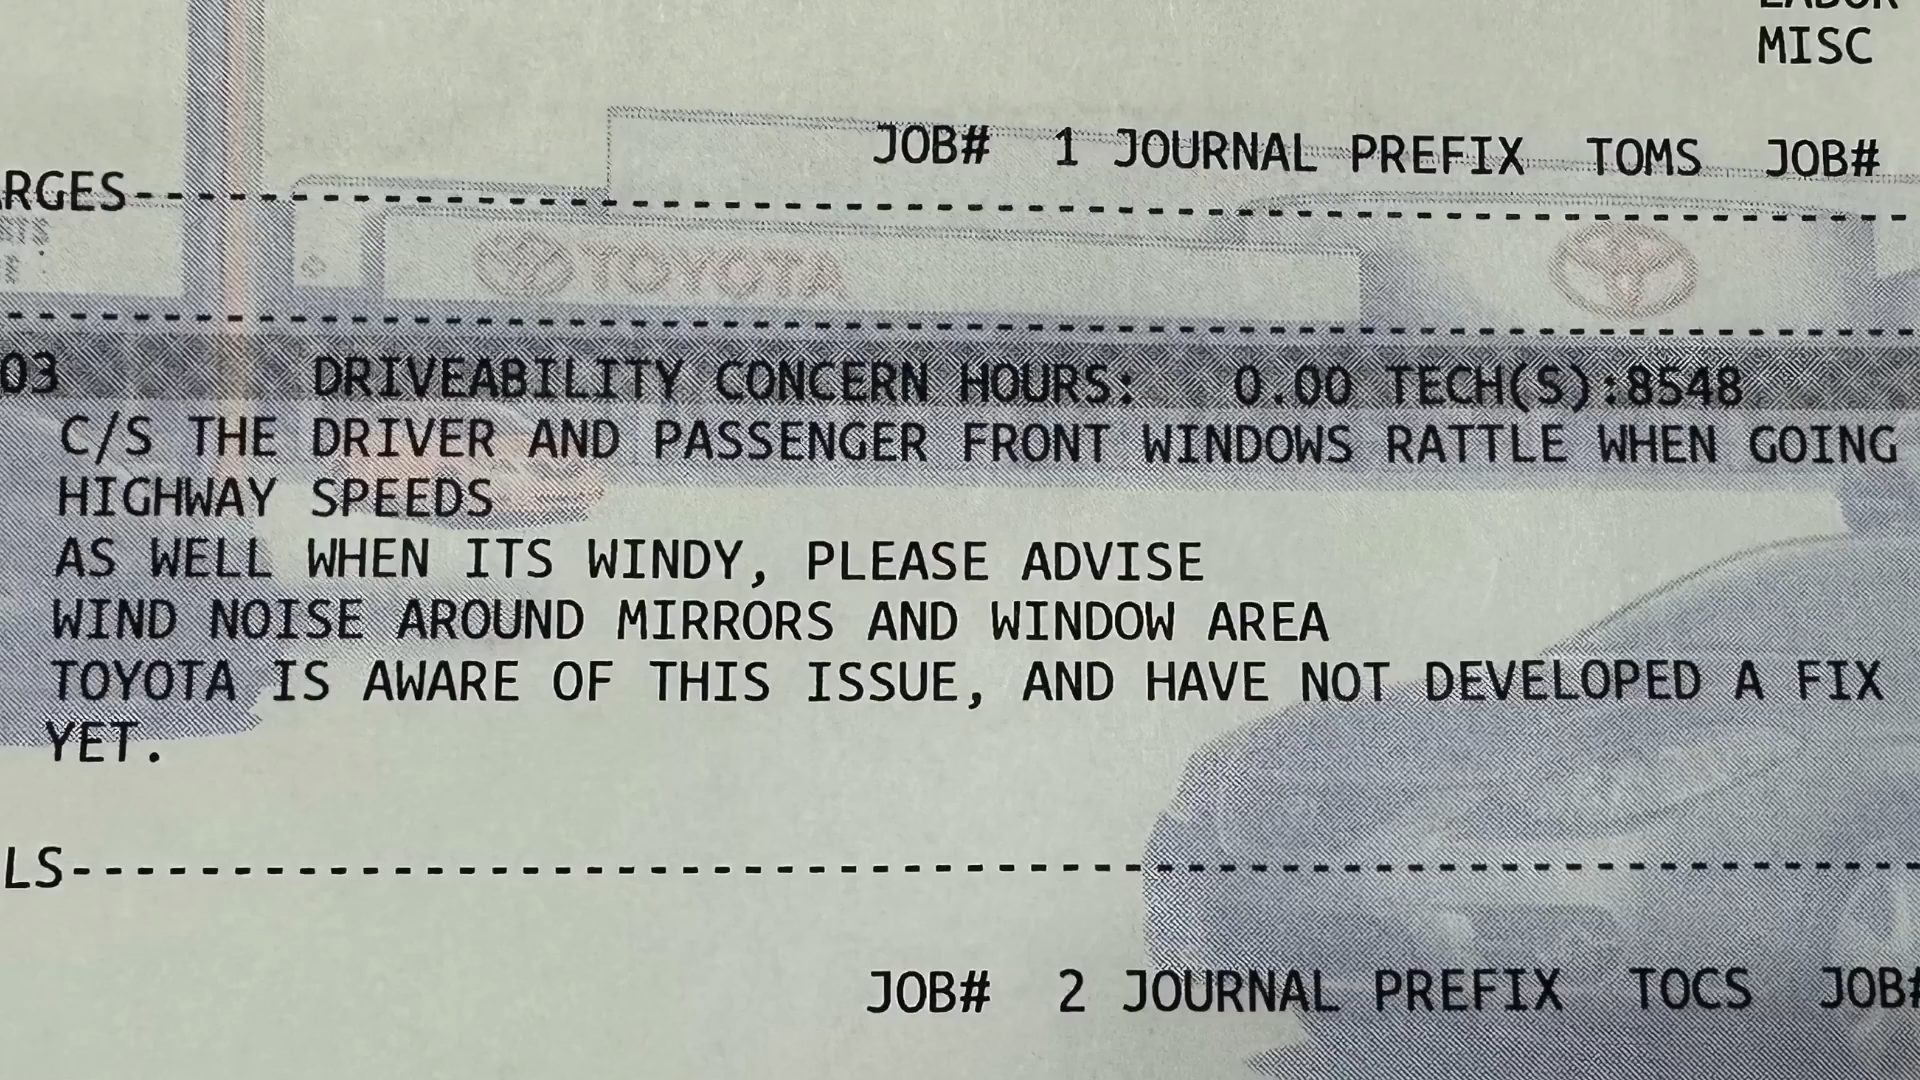 MISC
JOB# 1 JOURNAL PREFIX TOMS JOB#
RGES
TOYOTA
03 DRIVEABILITY CONCERN HOURS: 0.00 TECH(S):8548
C/S THE DRIVER AND PASSENGER FRONT WINDOWS RATTLE WHEN GOING
HIGHWAY SPEEDS
AS WELL WHEN ITS WINDY, PLEASE ADVISE
WIND NOISE AROUND MIRRORS AND WINDOW AREA
TOYOTA IS AWARE OF THIS ISSUE, AND HAVE NOT DEVELOPED A FIX
YET.
LS
JOB# 2 JOURNAL PREFIX TOCS JOB#